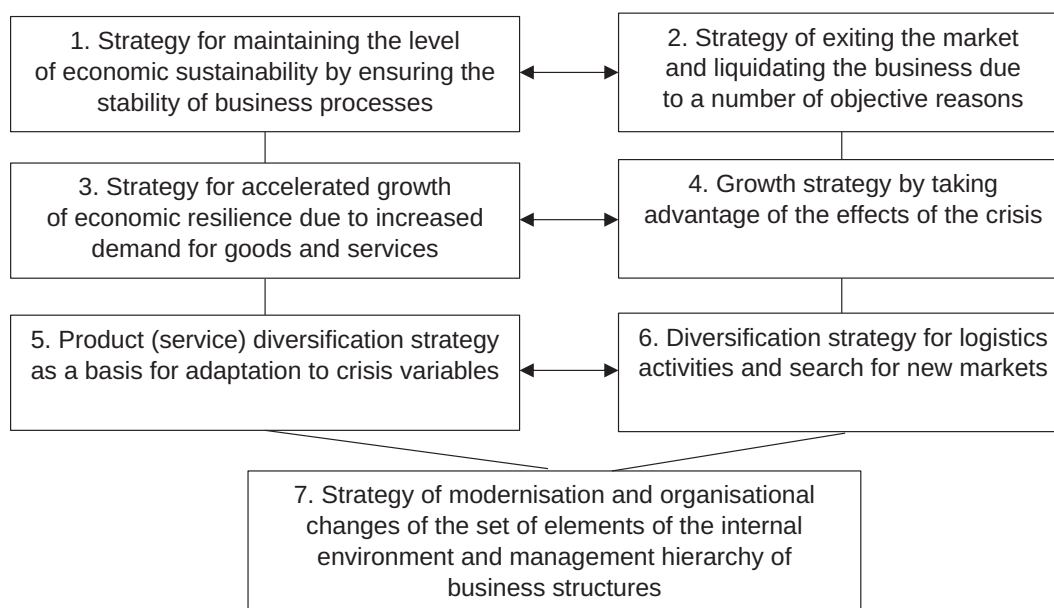 1. Strategy for maintaining the level
of economic sustainability by ensuring the
stability of business processes
2. Strategy of exiting the market
and liquidating the business due
to a number of objective reasons
3. Strategy for accelerated growth
of economic resilience due to increased
demand for goods and services
4. Growth strategy by taking
advantage of the effects of the crisis
5. Product (service) diversification strategy
as a basis for adaptation to crisis variables
6. Diversification strategy for logistics
activities and search for new markets
7. Strategy of modernisation and organisational
changes of the set of elements of the internal
environment and management hierarchy of
business structures